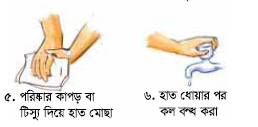 ৫. পরিষ্কার কাপড় বা
টিস্যু দিয়ে হাত মোছা
৬. হাত ধোয়ার পর
কল বন্ধ করা